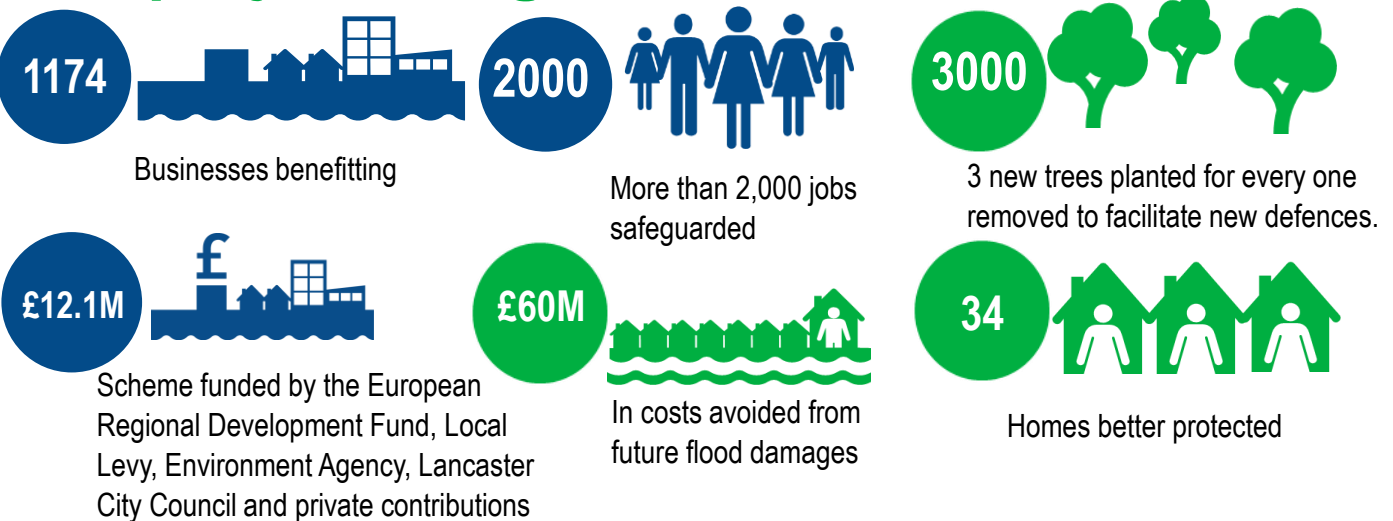 1174
Businesses benefitting
2000
More than 2,000 jobs
safeguarded
3000
3 new trees planted for every one
removed to facilitate new defences.
£12.1M
£
Scheme funded by the European
Regional Development Fund, Local
Levy, Environment Agency, Lancaster
City Council and private contributions
£60M
In costs avoided from
future flood damages
34
Homes better protected